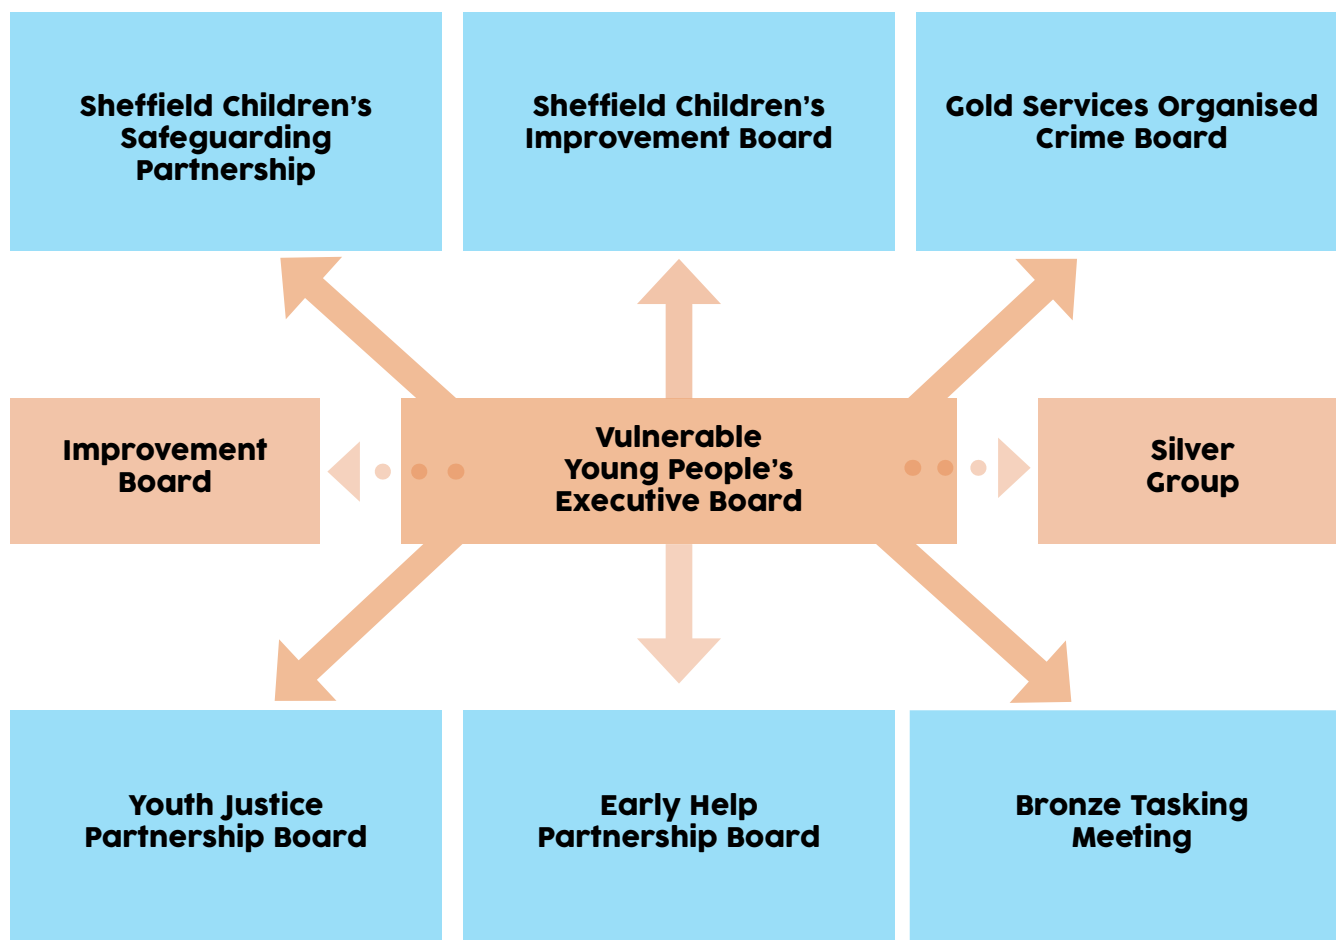 Sheffield Children's
Safeguarding
Partnership
Sheffield Children's
Improvement Board
Gold Services Organised
Crime Board
Improvement
Board
Vulnerable
Young People's
Executive Board
Silver
Group
Youth Justice
Partnership Board
Early Help
Partnership Board
Bronze Tasking
Meeting